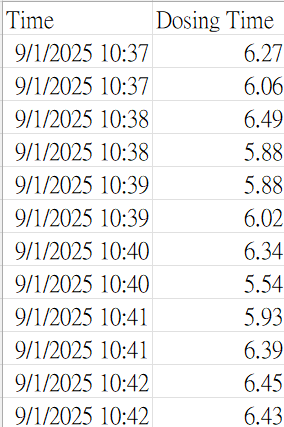 Time Dosing Time
9/1/2025 10:37 6.27
9/1/2025 10:37 6.06
9/1/2025 10:38 6.49
9/1/2025 10:38 5.88
9/1/2025 10:39 5.88
9/1/2025 10:39 6.02
9/1/2025 10:40 6.34
9/1/2025 10:40 5.54
9/1/2025 10:41 5.93
9/1/2025 10:41 6.39
9/1/2025 10:42 6.45
9/1/2025 10:42 6.43